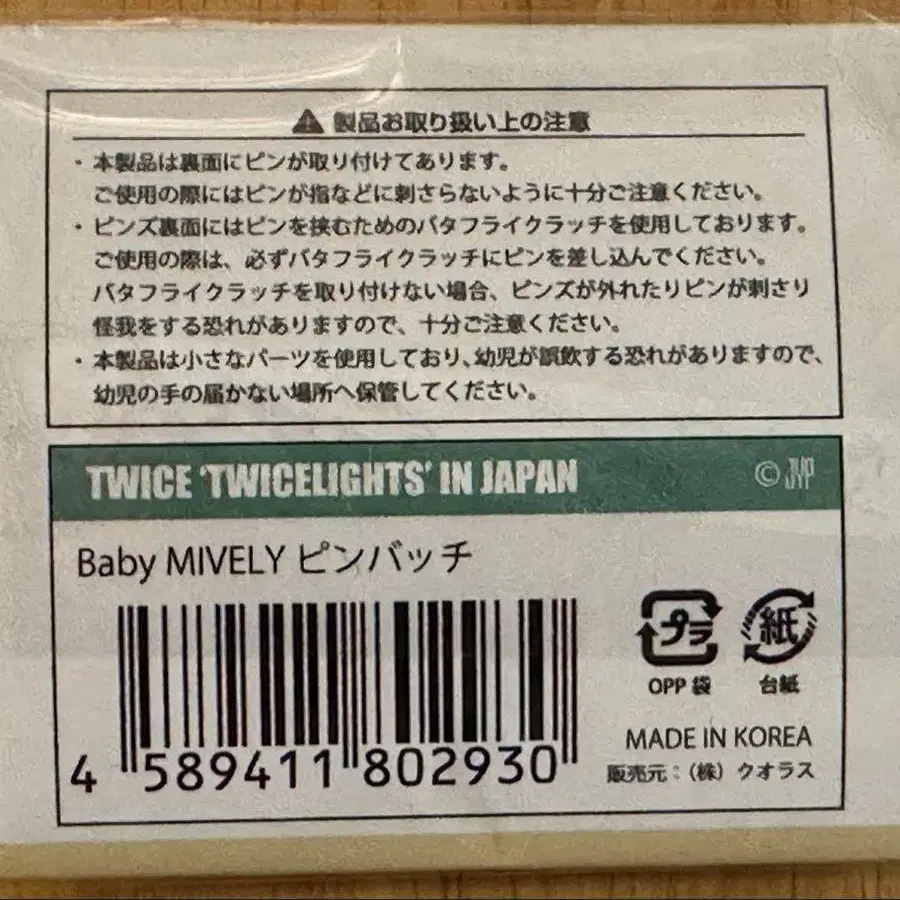 製品お取り扱い上の注意
・本製品は裏面にピンが取り付けてあります。
ご使用の際にはピンが指などに刺さらないように十分ご注意ください。
・ピンズ裏面にはピンを挟むためのバタフライクラッチを使用しております。
ご使用の際は、必ずバタフライクラッチにピンを差し込んでください。
バタフライクラッチを取り付けない場合、ピンズが外れたりピンが刺さり
怪我をする恐れがありますので、十分ご注意ください。
・本製品は小さなパーツを使用しており、幼児が誤飲する恐れがありますので、
幼児の手の届かない場所へ保管してください。
TWICE 'TWICELIGHTS' IN JAPAN
© JYP
Baby MIVELY ピンバッチ
プラ 紙
OPP 袋 台紙
MADE IN KOREA
販売元：(株) クオラス
4 589411 802930